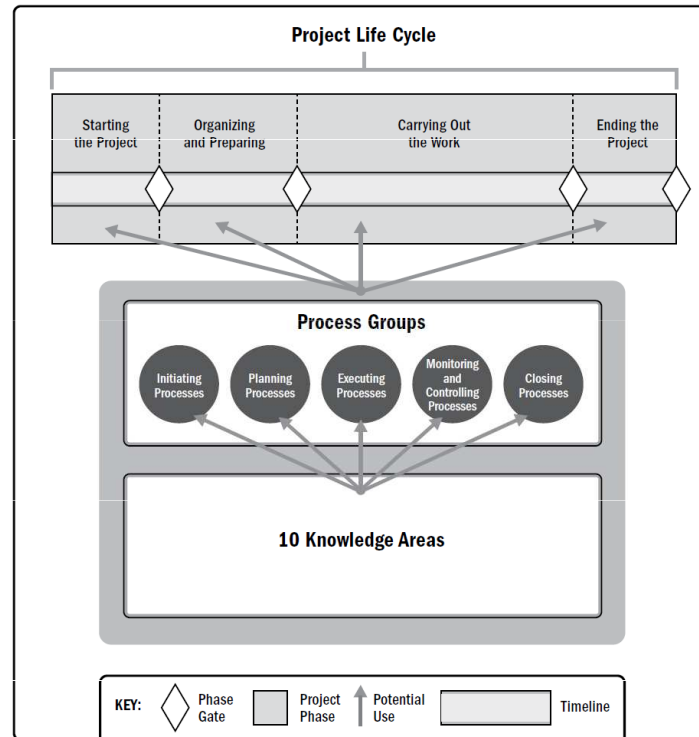 Project Life Cycle
Starting
the Project
Organizing
and Preparing
Carrying Out
the Work
Ending the
Project
Process Groups
Initiating
Processes
Planning
Processes
Executing
Processes
Monitoring
and
Controlling
Processes
Closing
Processes
10 Knowledge Areas
KEY:
Phase
Gate
Project
Phase
Potential
Use
Timeline